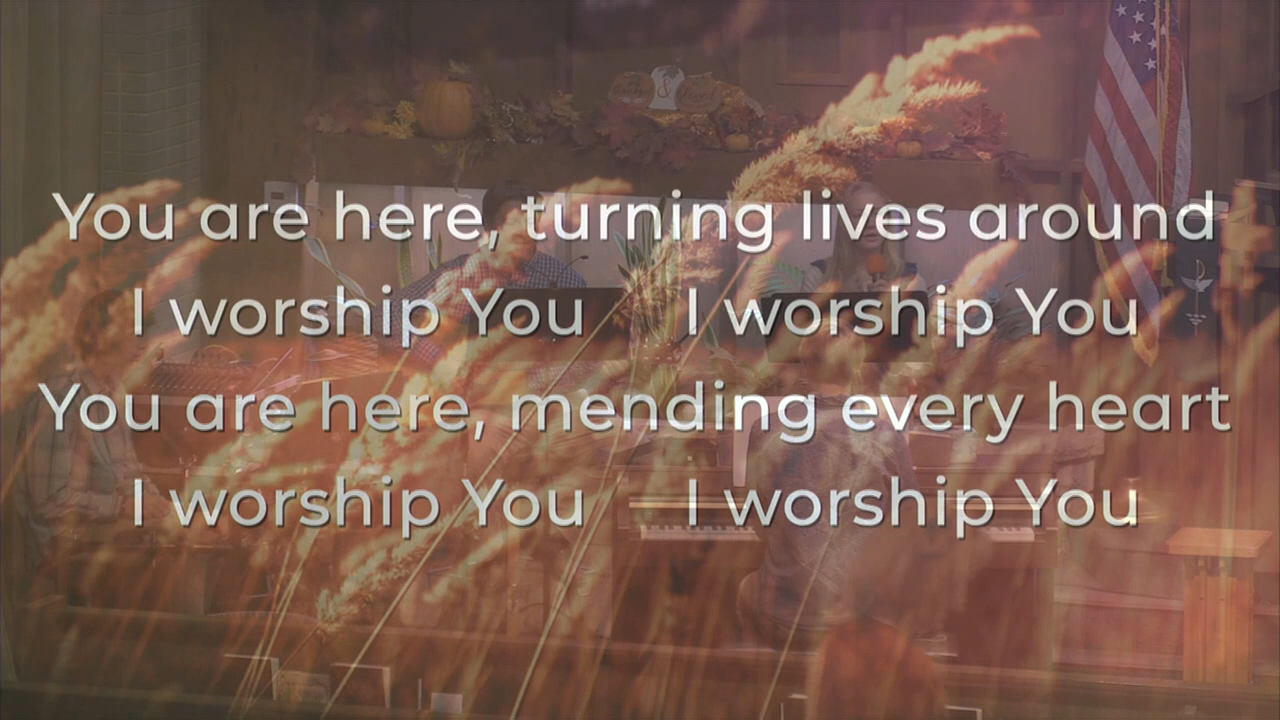 You are here, turning lives around
I worship You I worship You
You are here, mending every heart
I worship You I worship You